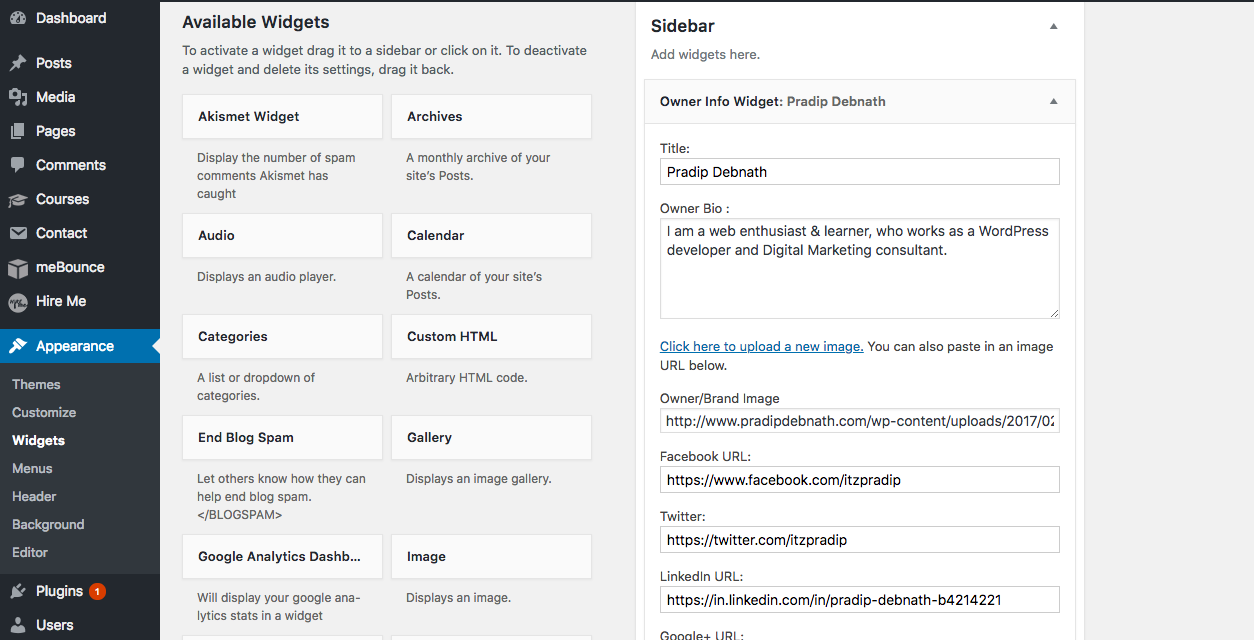 Dashboard
Posts
Media
Pages
Comments
Courses
Contact
meBounce
Hire Me
Appearance
Themes
Customize
Widgets
Menus
Header
Background
Editor
Plugins 1
Users
Available Widgets
To activate a widget drag it to a sidebar or click on it. To deactivate
a widget and delete its settings, drag it back.
Akismet Widget
Display the number of spam
comments Akismet has
caught
Archives
A monthly archive of your
site’s Posts.
Audio
Displays an audio player.
Calendar
A calendar of your site’s
Posts.
Categories
A list or dropdown of
categories.
Custom HTML
Arbitrary HTML code.
End Blog Spam
Let others know how they can
help end blog spam.
</BLOGSPAM>
Gallery
Displays an image gallery.
Google Analytics Dashb...
Will display your google ana-
lytics stats in a widget
Image
Displays an image.
Sidebar
Add widgets here.
Owner Info Widget: Pradip Debnath
Title:
Pradip Debnath
Owner Bio :
I am a web enthusiast & learner, who works as a WordPress
developer and Digital Marketing consultant.
Click here to upload a new image. You can also paste in an image
URL below.
Owner/Brand Image
http://www.pradipdebnath.com/wp-content/uploads/2017/02
Facebook URL:
https://www.facebook.com/itzpradip
Twitter:
https://twitter.com/itzpradip
LinkedIn URL:
https://in.linkedin.com/in/pradip-debnath-b4214221
Google+ URL: